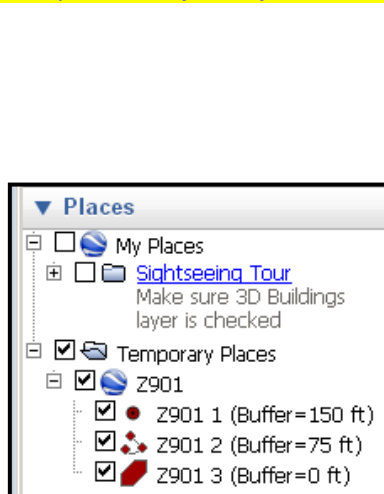 Places
My Places
Sightseeing Tour
Make sure 3D Buildings
layer is checked
Temporary Places
Z901
Z901 1 (Buffer=150 ft)
Z901 2 (Buffer=75 ft)
Z901 3 (Buffer=0 ft)